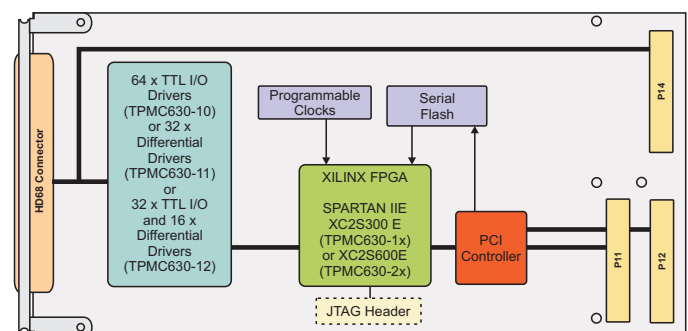 HD68 Connector
64 x TTL I/O
Drivers
(TPMC630-10)
or 32 x
Differential
Drivers
(TPMC630-11)
or
32 x TTL I/O
and 16 x
Differential
Drivers
(TPMC630-12)
Programmable
Clocks
Serial
Flash
XILINX FPGA
SPARTAN IIE
XC2S300 E
(TPMC630-1x)
or XC2S600E
(TPMC630-2x)
JTAG Header
PCI
Controller
P14
P11
P12